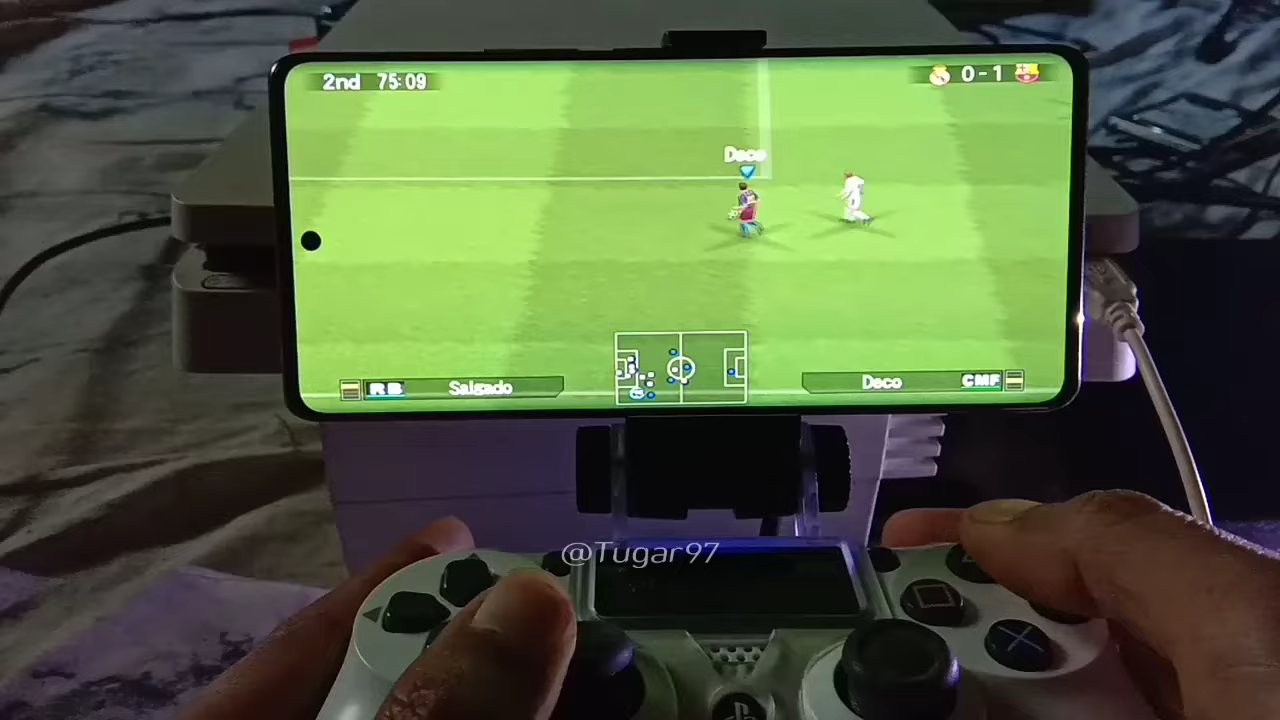 2nd 75:09
0-1
Deco
RB Salgado
Deco CMF
@Tugar97